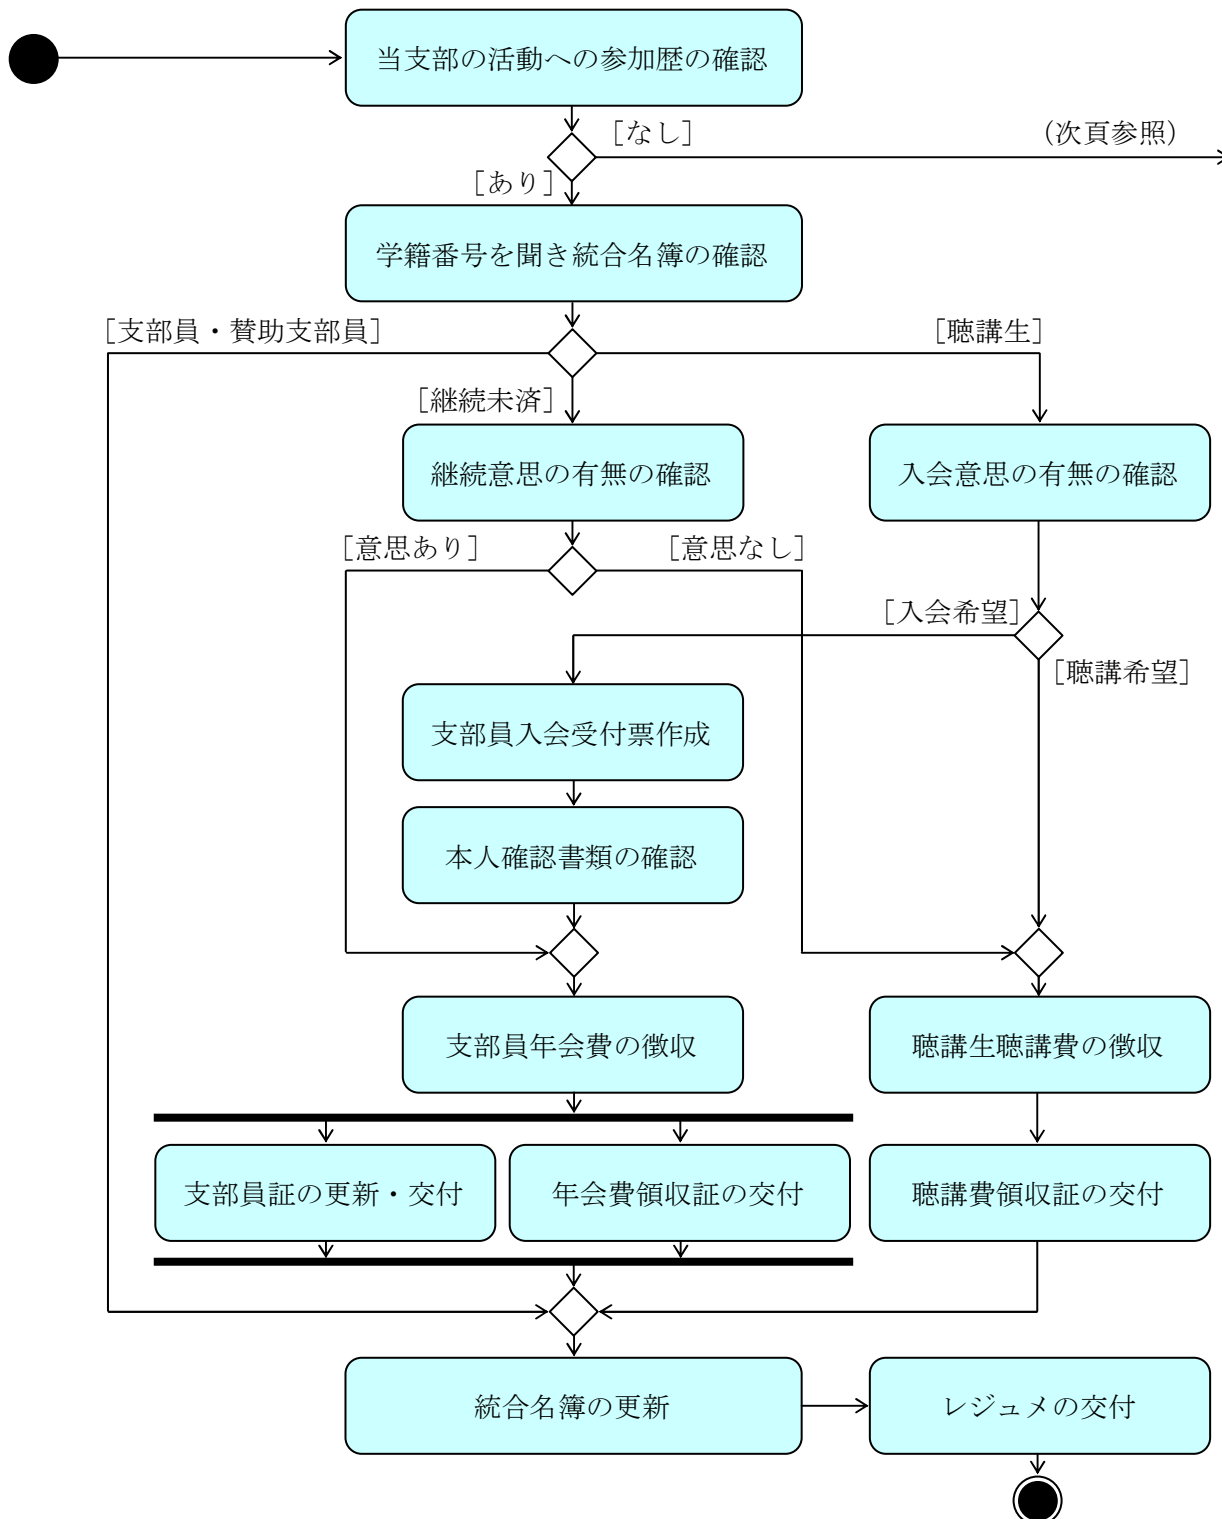 当支部の活動への参加歴の確認
［なし］
（次頁参照）
［あり］
学籍番号を聞き統合名簿の確認
［支部員・賛助支部員］
［聴講生］
［継続未済］
継続意思の有無の確認
入会意思の有無の確認
［意思あり］
［意思なし］
［入会希望］
［聴講希望］
支部員入会受付票作成
本人確認書類の確認
支部員年会費の徴収
聴講生聴講費の徴収
支部員証の更新・交付
年会費領収証の交付
聴講費領収証の交付
統合名簿の更新
レジュメの交付